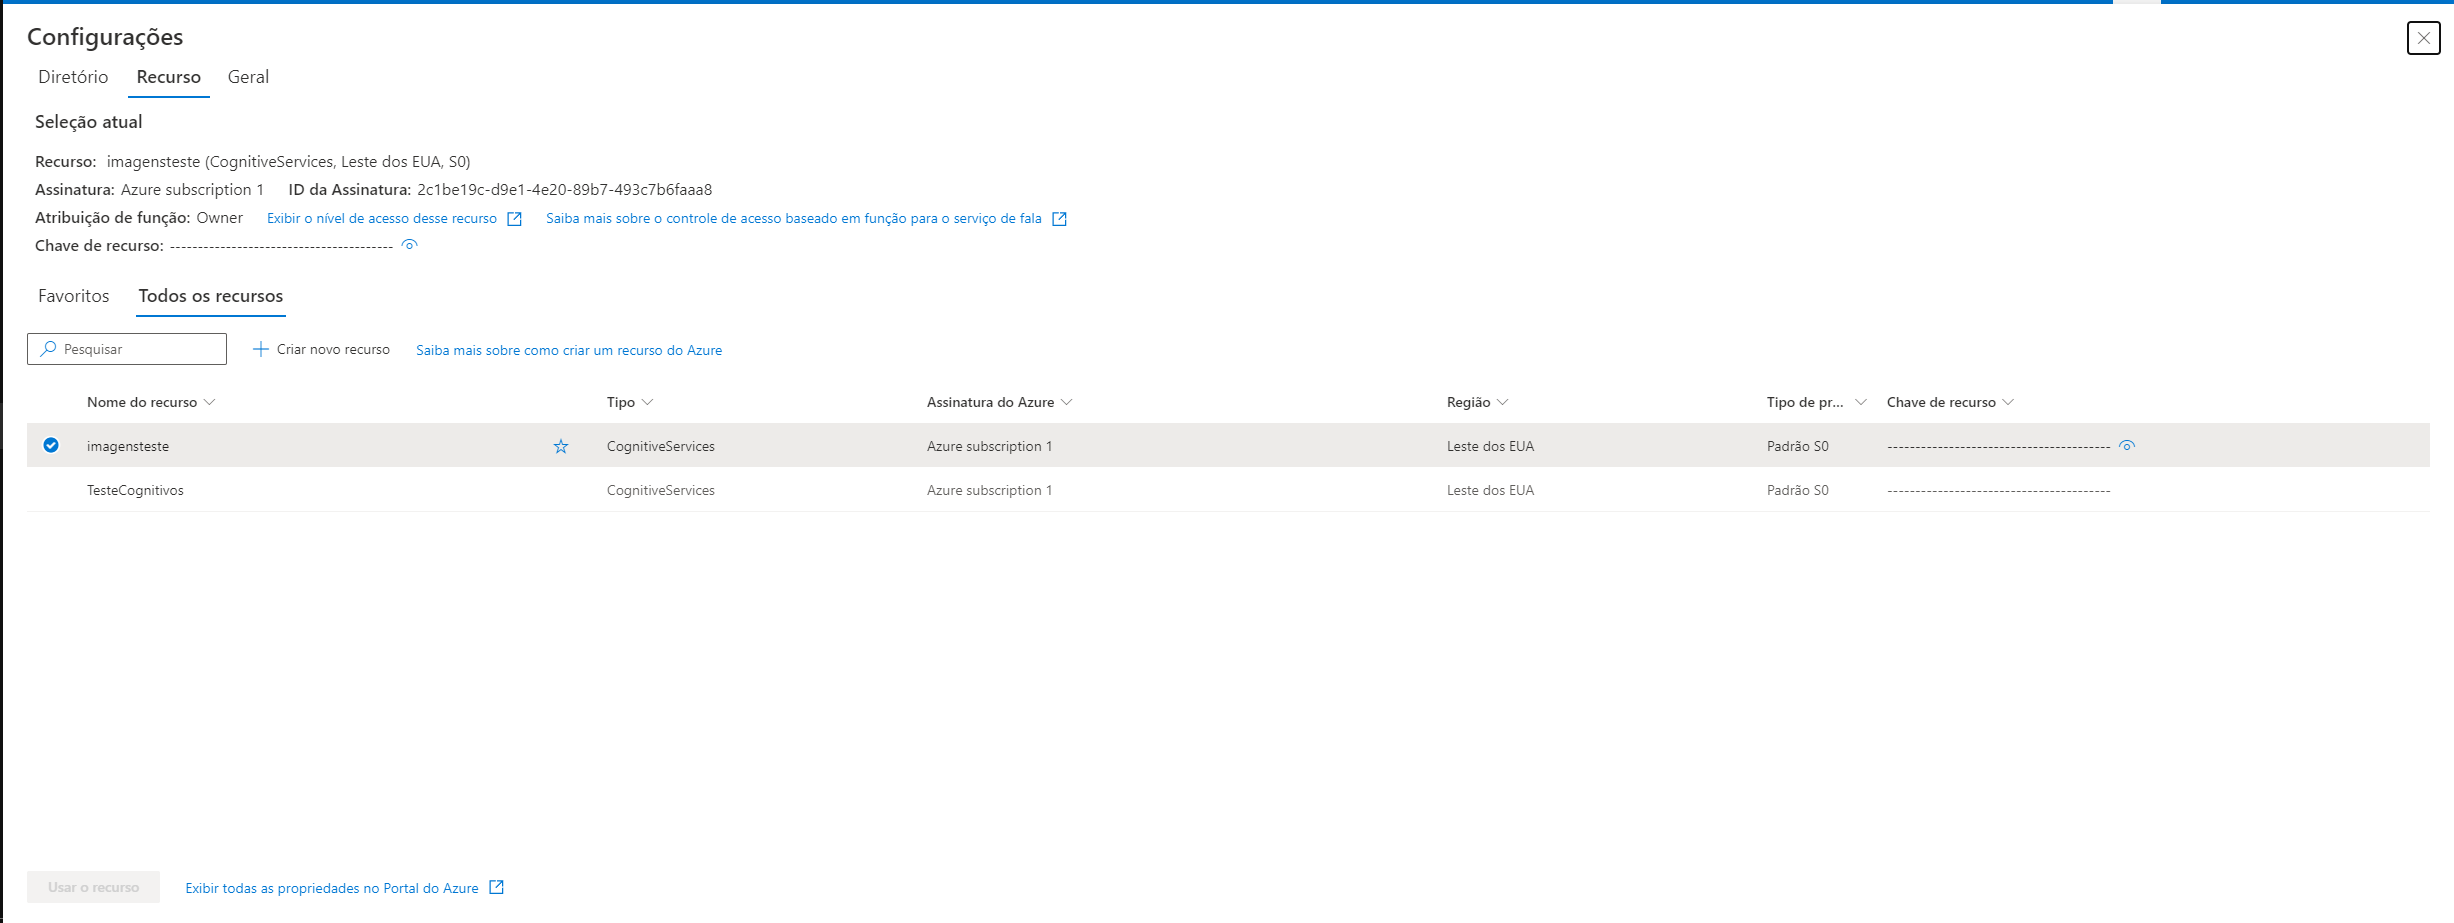 Configurações
Diretório Recurso Geral
Seleção atual
Recurso: imagensteste (CognitiveServices, Leste dos EUA, S0)
Assinatura: Azure subscription 1 ID da Assinatura: 2c1be19c-d9e1-4e20-89b7-493c7b6faaa8
Atribuição de função: Owner Exibir o nível de acesso desse recurso Saiba mais sobre o controle de acesso baseado em função para o serviço de fala
Chave de recurso: ----------------------------------------
Favoritos Todos os recursos
Pesquisar Criar novo recurso Saiba mais sobre como criar um recurso do Azure
Nome do recurso Tipo Assinatura do Azure Região Tipo de pr... Chave de recurso
imagensteste CognitiveServices Azure subscription 1 Leste dos EUA Padrão S0 ----------------------------------------
TesteCognitivos CognitiveServices Azure subscription 1 Leste dos EUA Padrão S0 ----------------------------------------
Usar o recurso Exibir todas as propriedades no Portal do Azure